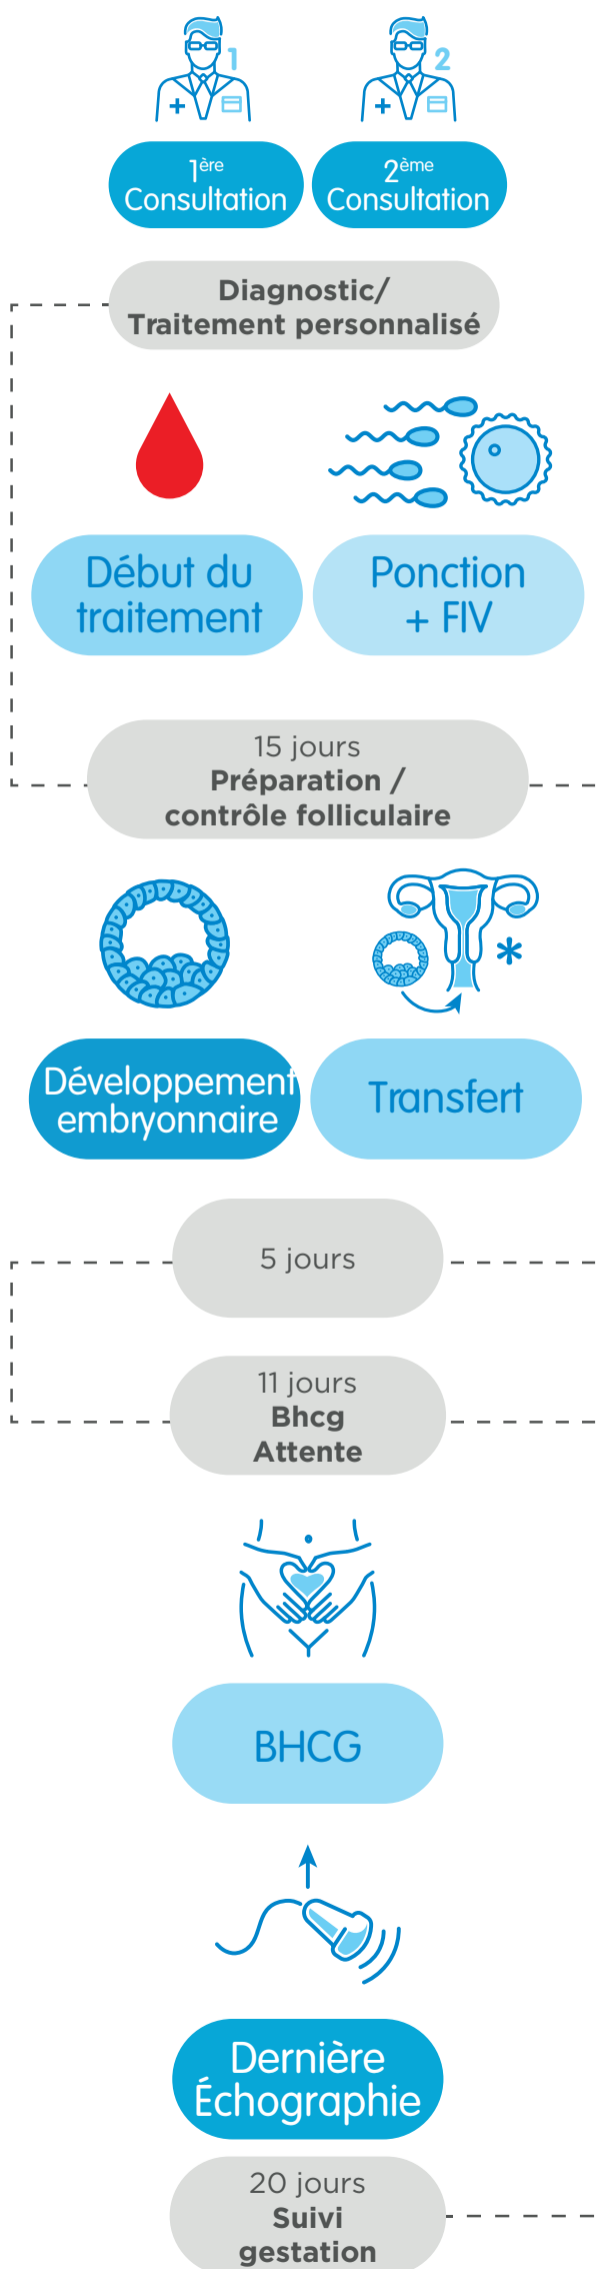 1
2
1ère
Consultation
2ème
Consultation
Diagnostic/
Traitement personnalisé
Début du
traitement
Ponction
+ FIV
15 jours
Préparation /
contrôle folliculaire
*
Développement
embryonnaire
Transfert
5 jours
11 jours
Bhcg
Attente
BHCG
Dernière
Échographie
20 jours
Suivi
gestation